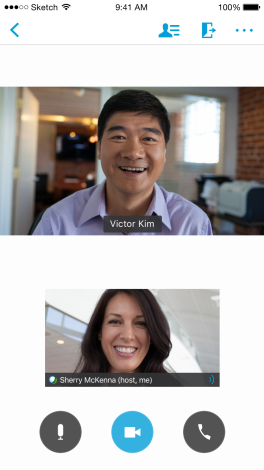 Sketch
9:41 AM
100%
Victor Kim
Sherry McKenna (host, me)